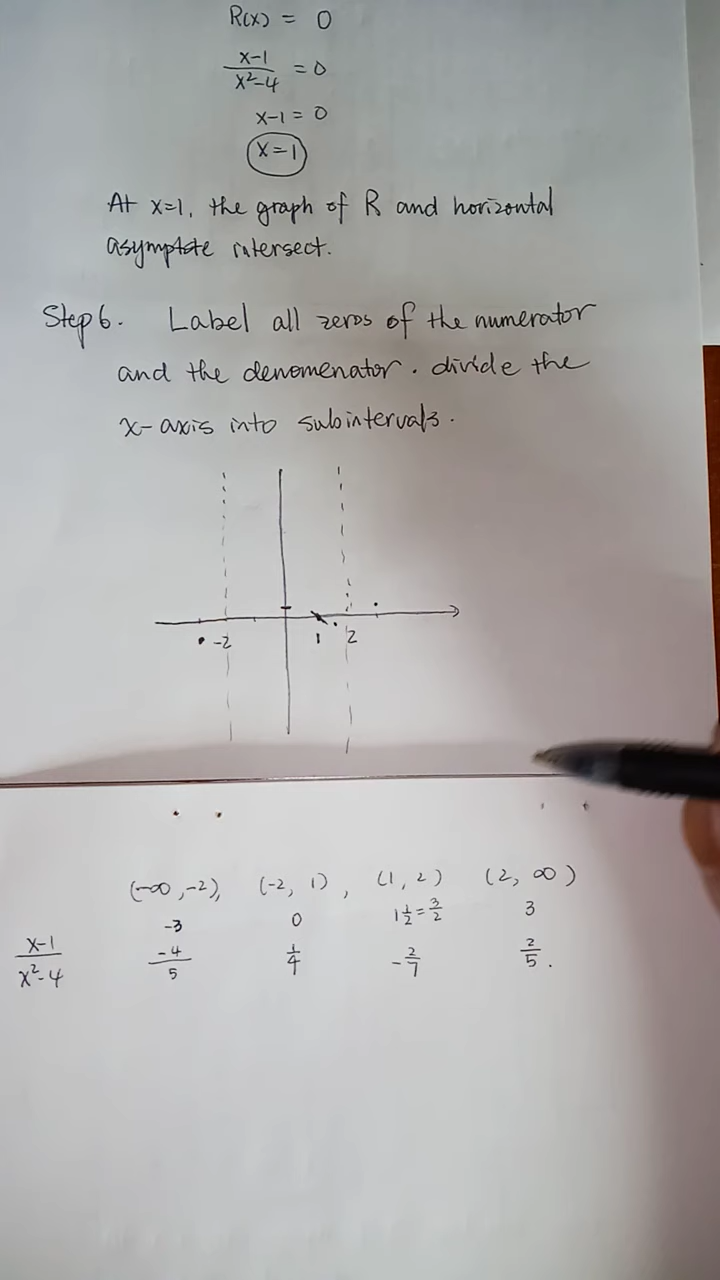 R(x) = 0
x-1/x²-4 = 0
x-1 = 0
x=1
At x=1, the graph of R and horizontal
asymptote intersect.
Step 6. Label all zeros of the numerator
and the denomenator. divide the
x-axis into subintervals.
-2 1 2
(-∞,-2), (-2, 1), (1, 2) (2, ∞)
-3 0 1 1/2 = 3/2 3
x-1/x²-4 -4/5 1/4 -2/7 2/5.